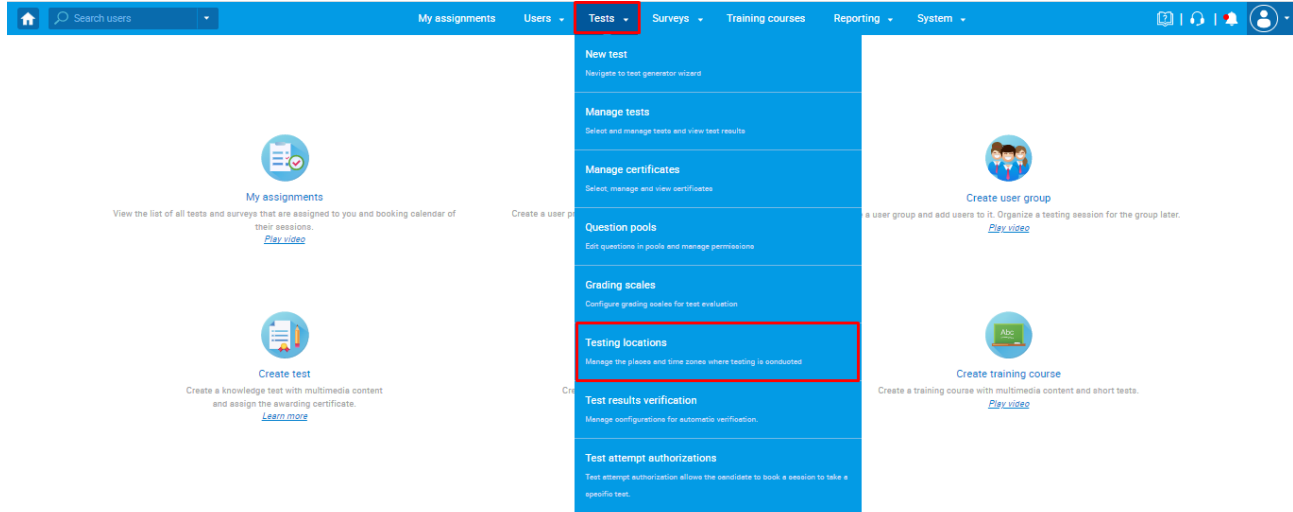 Search users
My assignments Users Tests Surveys Training courses Reporting System
New test
Navigate to test generator wizard
Manage tests
Select and manage tests and view test results
Manage certificates
Select, manage and view certificates
Question pools
Edit questions in pools and manage permissions
Grading scales
Configure grading scales for test evaluation
Testing locations
Manage the places and time zones where testing is conducted
Test results verification
Manage configurations for automatic verification.
Test attempt authorizations
Test attempt authorization allows the candidate to book a session to take a
specific test.
My assignments
View the list of all tests and surveys that are assigned to you and booking calendar of
their sessions.
Play video
Create a user
Create user group
a user group and add users to it. Organize a testing session for the group later.
Play video
Create test
Create a knowledge test with multimedia content
and assign the awarding certificate.
Learn more
Create training course
Create a training course with multimedia content and short tests.
Play video
Abc